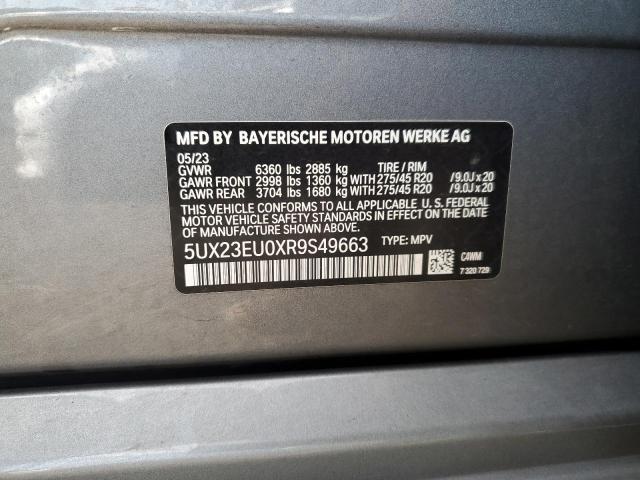 MFD BY BAYERISCHE MOTOREN WERKE AG
05/23
GVWR 6360 lbs 2885 kg TIRE / RIM
GAWR FRONT 2998 lbs 1360 kg WITH 275/45 R20 /9.0J x 20
GAWR REAR 3704 lbs 1680 kg WITH 275/45 R20 /9.0J x 20
THIS VEHICLE CONFORMS TO ALL APPLICABLE U. S. FEDERAL
MOTOR VEHICLE SAFETY STANDARDS IN EFFECT ON
THE DATE OF MANUFACTURE SHOWN ABOVE.
5UX23EU0XR9S49663 TYPE: MPV
C4WM
7 320 729